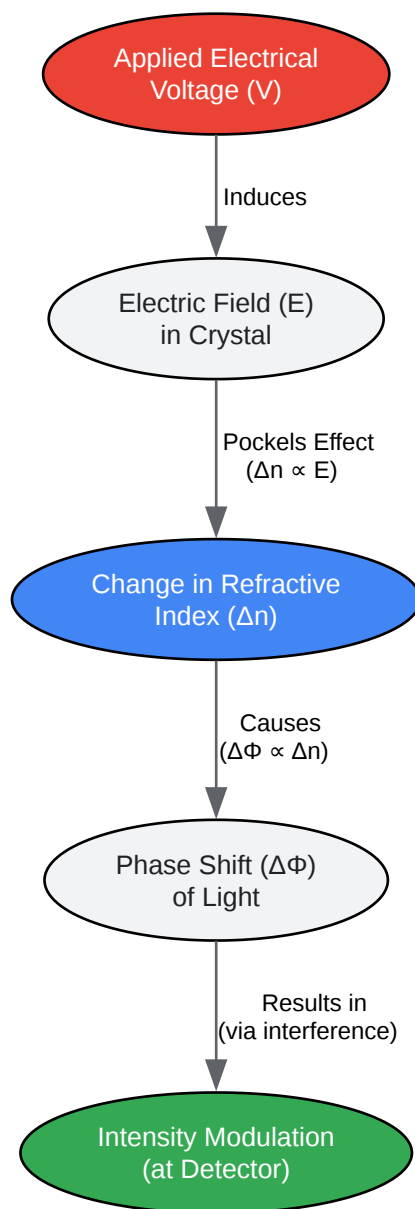 Applied Electrical
Voltage (V)
Induces
Electric Field (E)
in Crystal
Pockels Effect
(Δn ∝ E)
Change in Refractive
Index (Δn)
Causes
(ΔΦ ∝ Δn)
Phase Shift (ΔΦ)
of Light
Results in
(via interference)
Intensity Modulation
(at Detector)